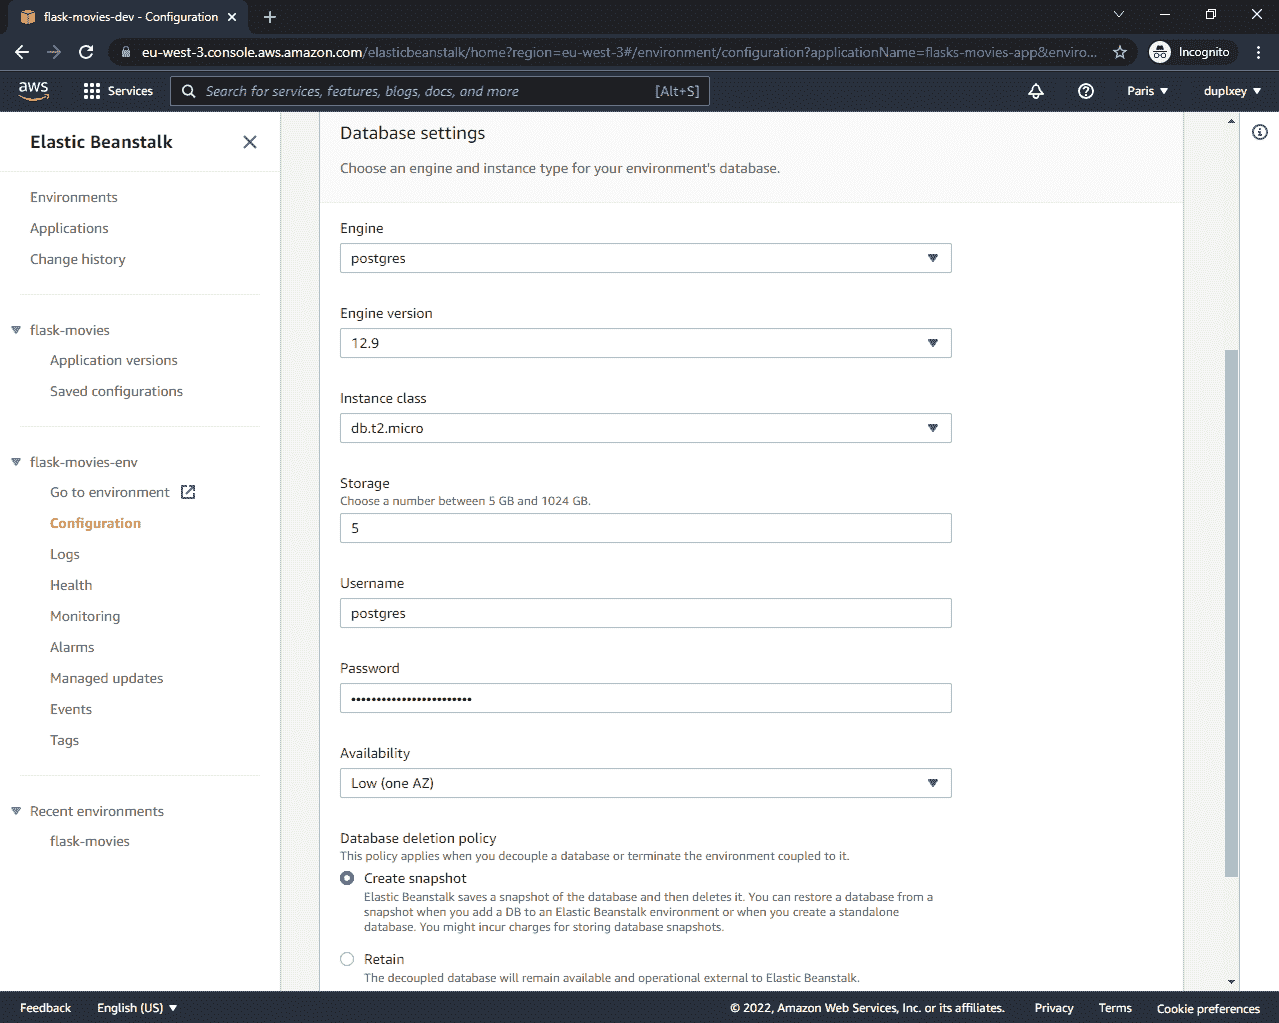 flask-movies-dev - Configuration
eu-west-3.console.aws.amazon.com/elasticbeanstalk/home?region=eu-west-3#/environment/configuration?applicationName=flasks-movies-app&enviro...
Incognito
aws
Services
Search for services, features, blogs, docs, and more
[Alt+S]
Paris
duplxey
Elastic Beanstalk
Environments
Applications
Change history
flask-movies
Application versions
Saved configurations
flask-movies-env
Go to environment
Configuration
Logs
Health
Monitoring
Alarms
Managed updates
Events
Tags
Recent environments
flask-movies
Database settings
Choose an engine and instance type for your environment's database.
Engine
postgres
Engine version
12.9
Instance class
db.t2.micro
Storage
Choose a number between 5 GB and 1024 GB.
5
Username
postgres
Password
••••••••••••••••••••••••
Availability
Low (one AZ)
Database deletion policy
This policy applies when you decouple a database or terminate the environment coupled to it.
Create snapshot
Elastic Beanstalk saves a snapshot of the database and then deletes it. You can restore a database from a
snapshot when you add a DB to an Elastic Beanstalk environment or when you create a standalone
database. You might incur charges for storing database snapshots.
Retain
The decoupled database will remain available and operational external to Elastic Beanstalk.
Feedback
English (US)
© 2022, Amazon Web Services, Inc. or its affiliates.
Privacy
Terms
Cookie preferences